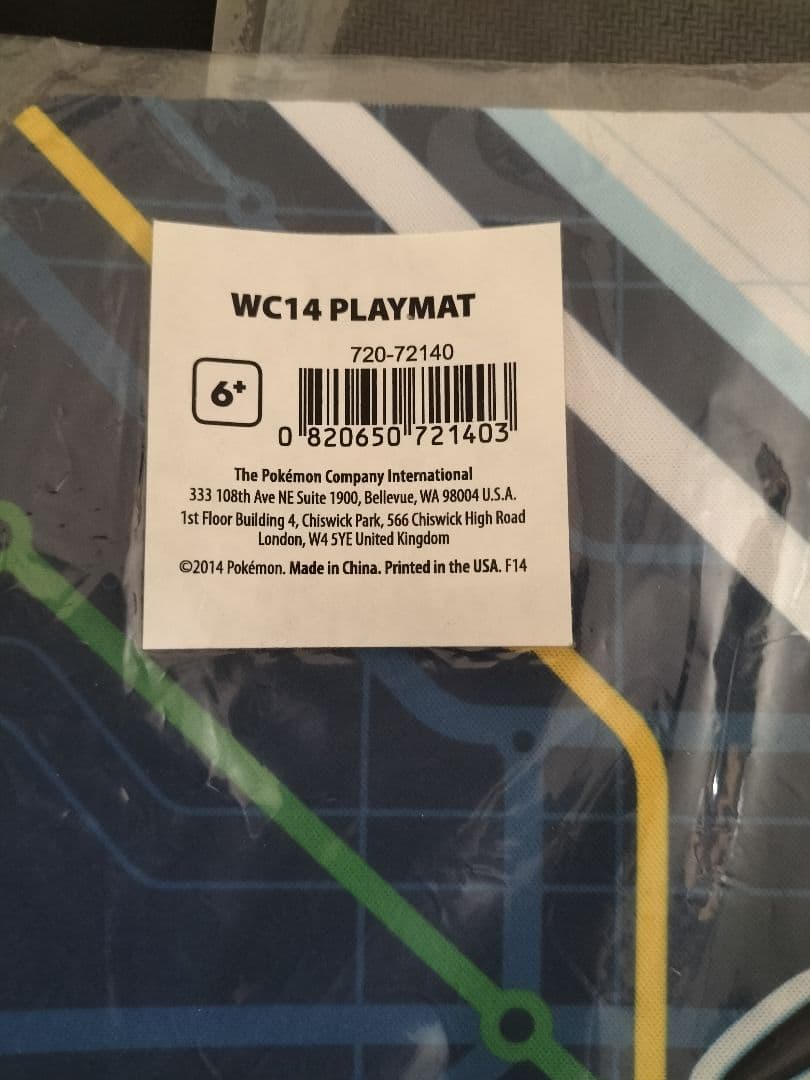 WC14 PLAYMAT
720-72140
6+
0 820650 721403
The Pokémon Company International
333 108th Ave NE Suite 1900, Bellevue, WA 98004 U.S.A.
1st Floor Building 4, Chiswick Park, 566 Chiswick High Road
London, W4 5YE United Kingdom
©2014 Pokémon. Made in China. Printed in the USA. F14